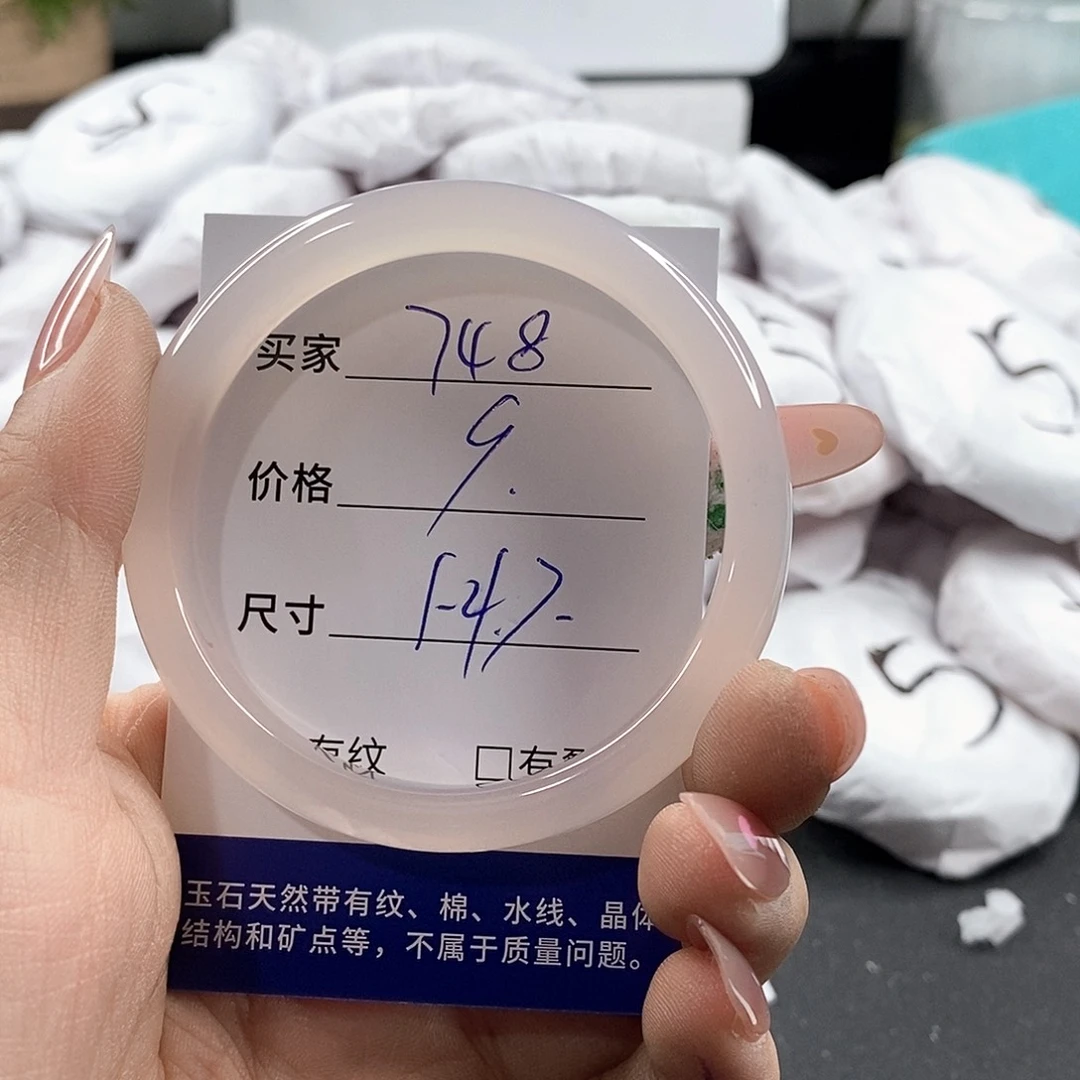 买家 748
价格 9.
尺寸
有纹 □有
玉石天然带有纹、棉、水线、晶体
结构和矿点等，不属于质量问题。